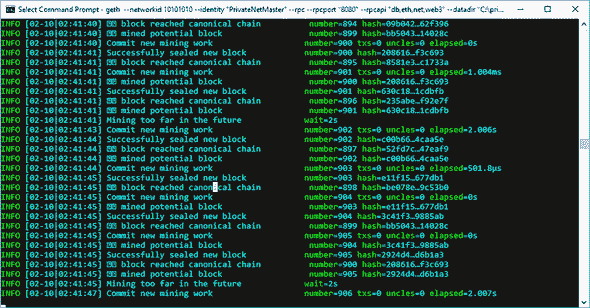 Select Command Prompt - geth --networkid 10101010 --identity "PrivateNetMaster" --rpc --rpcport "8080" --rpcapi "db,eth,net,web3" --datadir "C:\pri...
INFO [02-10|02:41:40] block reached canonical chain number=894 hash=09b042…62f396
INFO [02-10|02:41:40] mined potential block number=899 hash=bb5043…14028c
INFO [02-10|02:41:40] Commit new mining work number=900 txs=0 uncles=0 elapsed=0s
INFO [02-10|02:41:41] Successfully sealed new block number=900 hash=208616…f3c693
INFO [02-10|02:41:41] block reached canonical chain number=895 hash=8581e3…c1733a
INFO [02-10|02:41:41] Commit new mining work number=901 txs=0 uncles=0 elapsed=1.004ms
INFO [02-10|02:41:41] mined potential block number=900 hash=208616…f3c693
INFO [02-10|02:41:41] Successfully sealed new block number=901 hash=630c18…1cdbfb
INFO [02-10|02:41:41] block reached canonical chain number=896 hash=235abe…f92e7f
INFO [02-10|02:41:41] mined potential block number=901 hash=630c18…1cdbfb
INFO [02-10|02:41:41] Mining too far in the future wait=2s
INFO [02-10|02:41:43] Commit new mining work number=902 txs=0 uncles=0 elapsed=2.006s
INFO [02-10|02:41:44] Successfully sealed new block number=902 hash=c00b66…4caa5e
INFO [02-10|02:41:44] block reached canonical chain number=897 hash=52fd7c…47eaf9
INFO [02-10|02:41:44] mined potential block number=902 hash=c00b66…4caa5e
INFO [02-10|02:41:44] Commit new mining work number=903 txs=0 uncles=0 elapsed=501.8µs
INFO [02-10|02:41:45] Successfully sealed new block number=903 hash=e11f15…677db1
INFO [02-10|02:41:45] block reached canonical chain number=898 hash=be078e…9c53b0
INFO [02-10|02:41:45] Commit new mining work number=904 txs=0 uncles=0 elapsed=0s
INFO [02-10|02:41:45] mined potential block number=903 hash=e11f15…677db1
INFO [02-10|02:41:45] Successfully sealed new block number=904 hash=3c41f3…9885ab
INFO [02-10|02:41:45] block reached canonical chain number=899 hash=bb5043…14028c
INFO [02-10|02:41:45] Commit new mining work number=905 txs=0 uncles=0 elapsed=0s
INFO [02-10|02:41:45] mined potential block number=904 hash=3c41f3…9885ab
INFO [02-10|02:41:45] Successfully sealed new block number=905 hash=2924d4…d6b1a3
INFO [02-10|02:41:45] block reached canonical chain number=900 hash=208616…f3c693
INFO [02-10|02:41:45] mined potential block number=905 hash=2924d4…d6b1a3
INFO [02-10|02:41:45] Mining too far in the future wait=2s
INFO [02-10|02:41:47] Commit new mining work number=906 txs=0 uncles=0 elapsed=2.007s